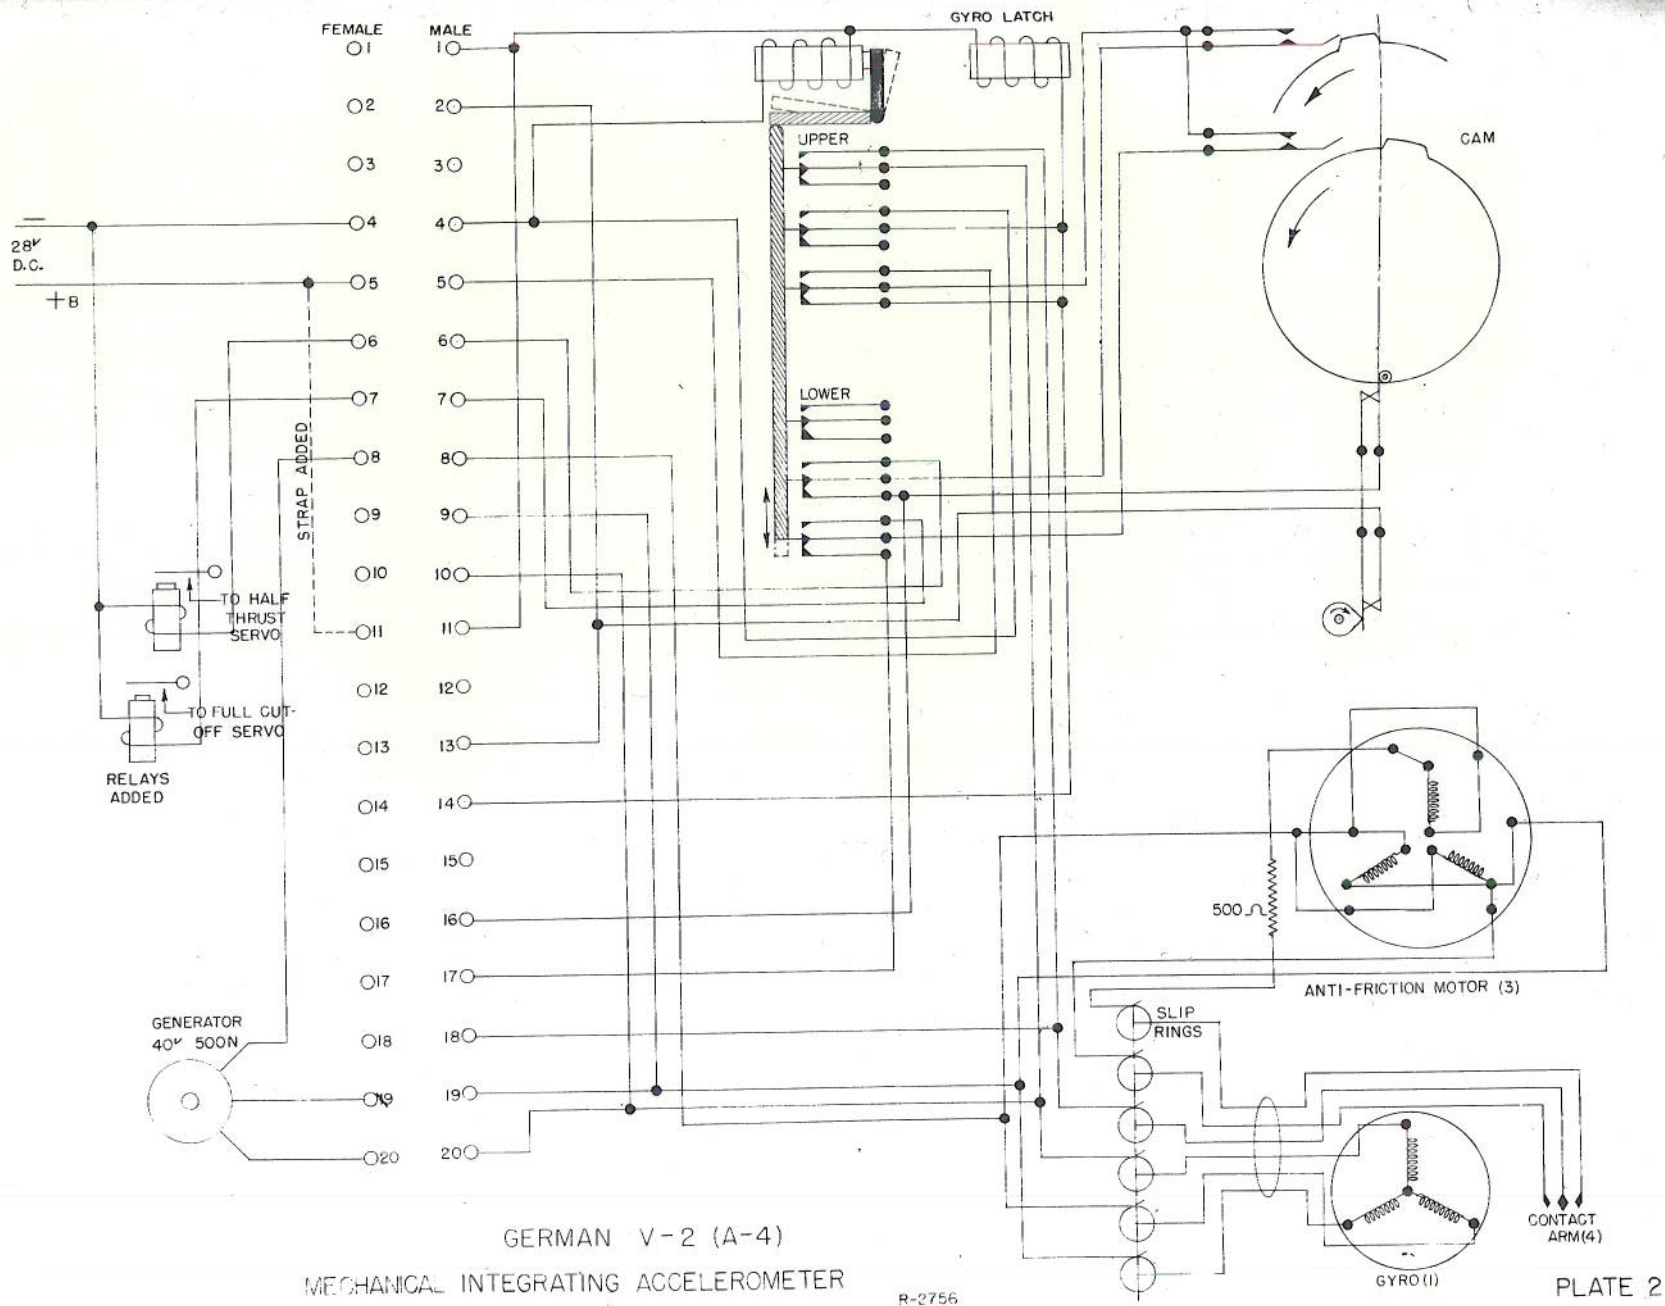 FEMALE MALE
GYRO LATCH
1 1
2 2
3 3
4 4
5 5
6 6
7 7
8 8
9 9
10 10
11 11
12 12
13 13
14 14
15 15
16 16
17 17
18 18
19 19
20 20
—
28V
D.C.
+B
STRAP ADDED
UPPER
LOWER
CAM
TO HALF
THRUST
SERVO
TO FULL CUT-
OFF SERVO
RELAYS
ADDED
GENERATOR
40V 500N
500Ω
ANTI-FRICTION MOTOR (3)
SLIP
RINGS
CONTACT
ARM(4)
GYRO(1)
GERMAN V-2 (A-4)
MECHANICAL INTEGRATING ACCELEROMETER
R-2756
PLATE 2